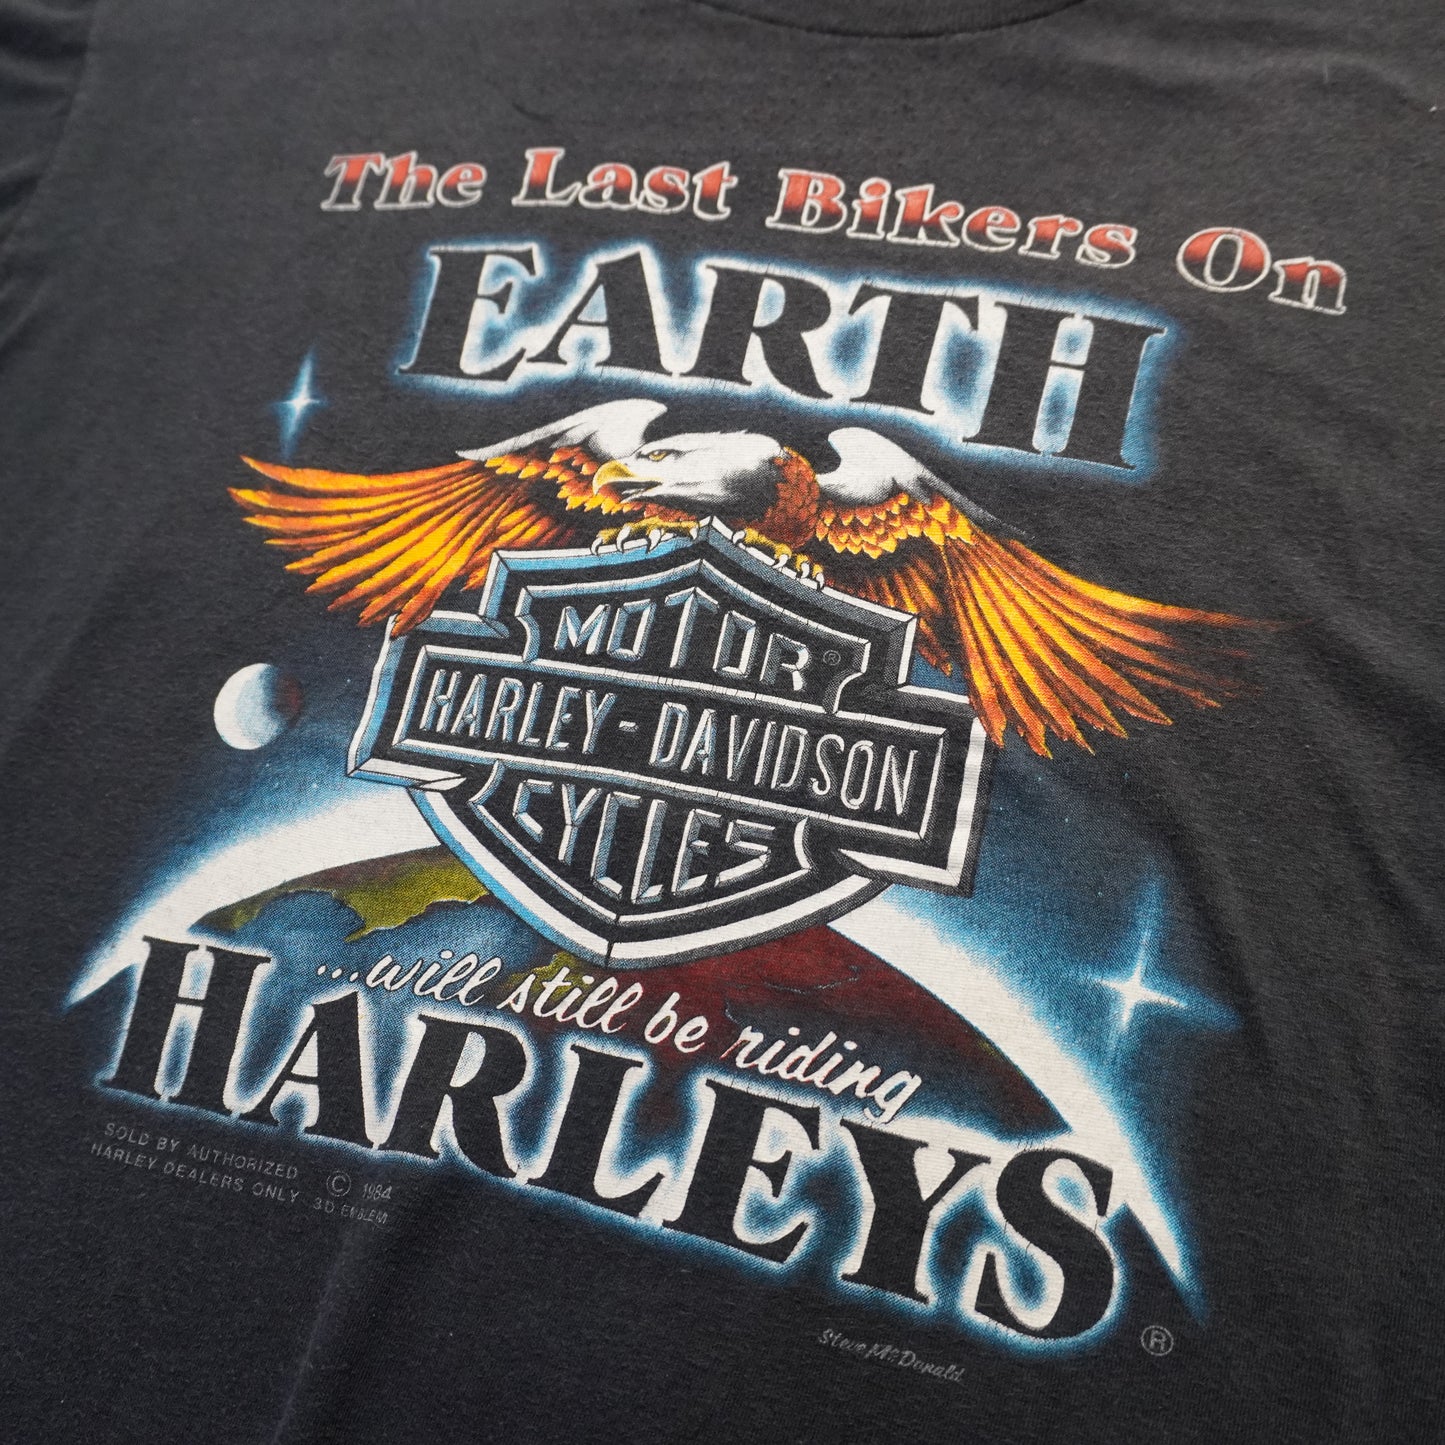 The Last Bikers On
EARTH
MOTOR ®
HARLEY-DAVIDSON
CYCLES
...will still be riding
HARLEYS ®
SOLD BY AUTHORIZED
HARLEY DEALERS ONLY
© 1984
3D EMBLEM
Steve McDonald